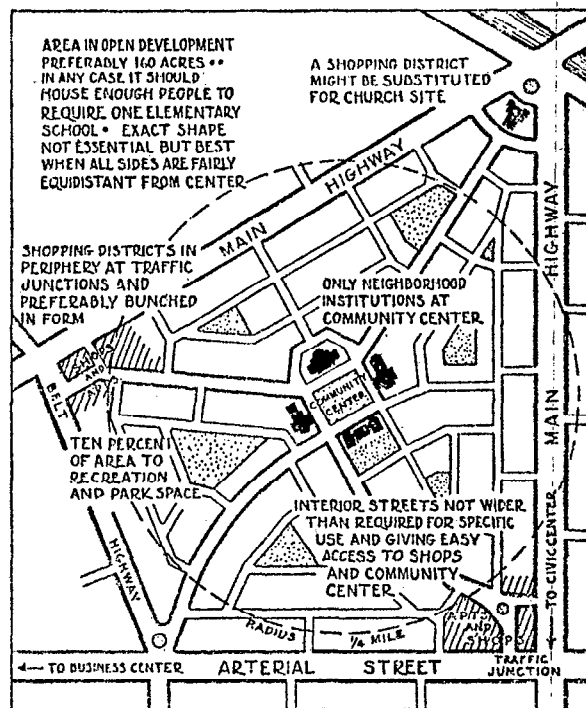 AREA IN OPEN DEVELOPMENT
PREFERABLY 160 ACRES ••
IN ANY CASE IT SHOULD
HOUSE ENOUGH PEOPLE TO
REQUIRE ONE ELEMENTARY
SCHOOL • EXACT SHAPE
NOT ESSENTIAL BUT BEST
WHEN ALL SIDES ARE FAIRLY
EQUIDISTANT FROM CENTER
A SHOPPING DISTRICT
MIGHT BE SUBSTITUTED
FOR CHURCH SITE
MAIN HIGHWAY
MAIN HIGHWAY
SHOPPING DISTRICTS IN
PERIPHERY AT TRAFFIC
JUNCTIONS AND
PREFERABLY BUNCHED
IN FORM
ONLY NEIGHBORHOOD
INSTITUTIONS AT
COMMUNITY CENTER
SHOPS
AND
BELT HIGHWAY
COMMUNITY
CENTER
TEN PERCENT
OF AREA TO
RECREATION
AND PARK SPACE
INTERIOR STREETS NOT WIDER
THAN REQUIRED FOR SPECIFIC
USE AND GIVING EASY
ACCESS TO SHOPS
AND COMMUNITY
CENTER
TO CIVIC CENTER
RADIUS ¼ MILE
APTS
AND
SHOPS
TO BUSINESS CENTER
ARTERIAL STREET
TRAFFIC
JUNCTION